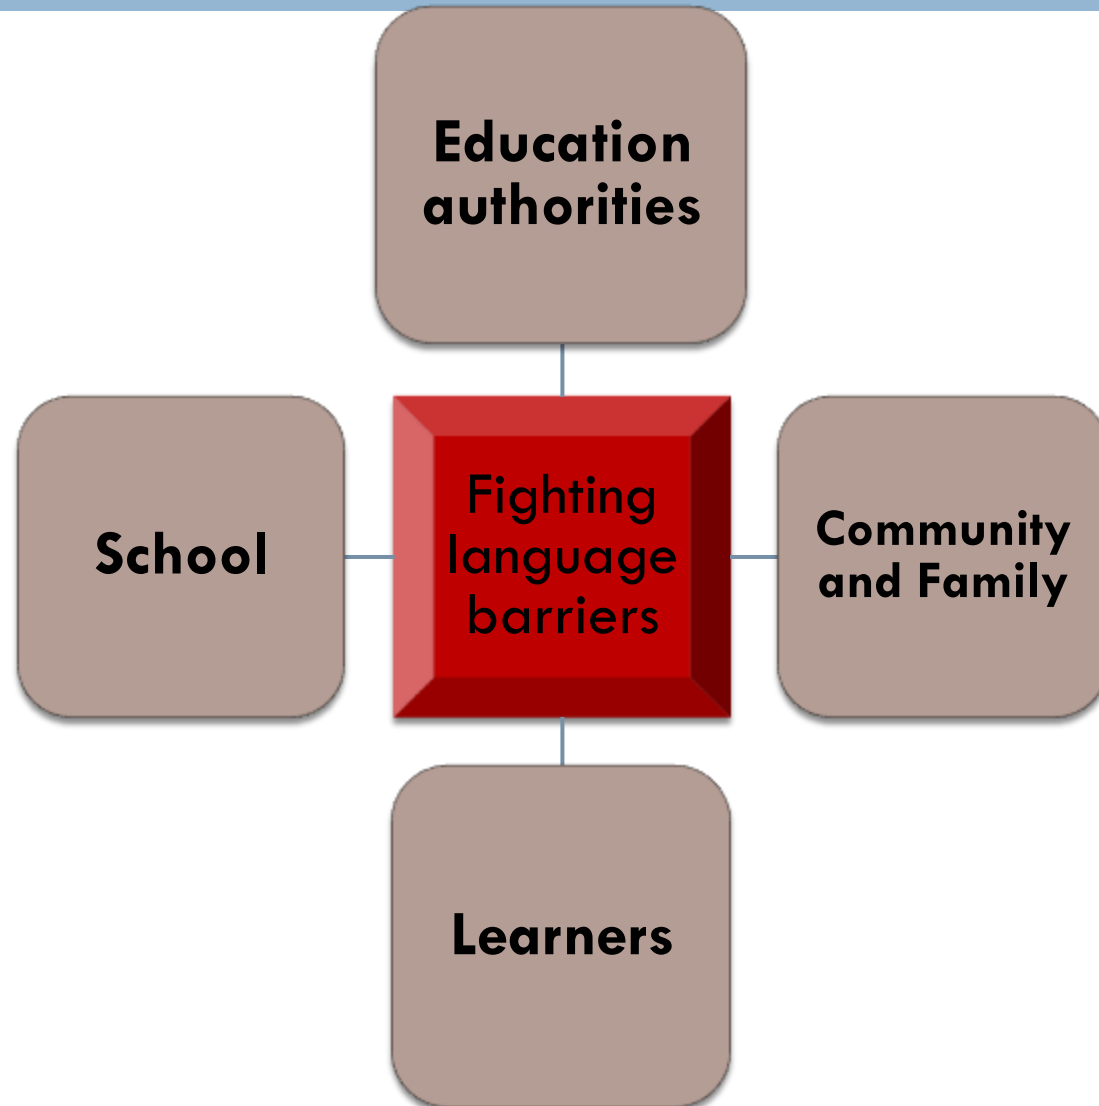 Education
authorities
School
Fighting
language
barriers
Community
and Family
Learners